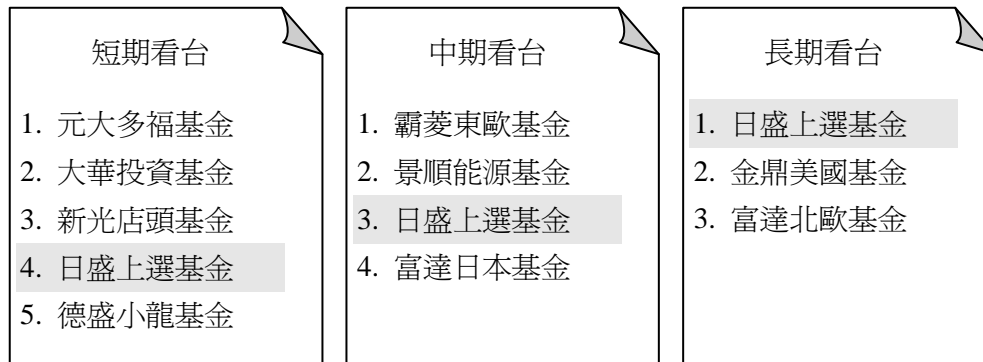 短期看台
1. 元大多福基金
2. 大華投資基金
3. 新光店頭基金
4. 日盛上選基金
5. 德盛小龍基金
中期看台
1. 霸菱東歐基金
2. 景順能源基金
3. 日盛上選基金
4. 富達日本基金
長期看台
1. 日盛上選基金
2. 金鼎美國基金
3. 富達北歐基金